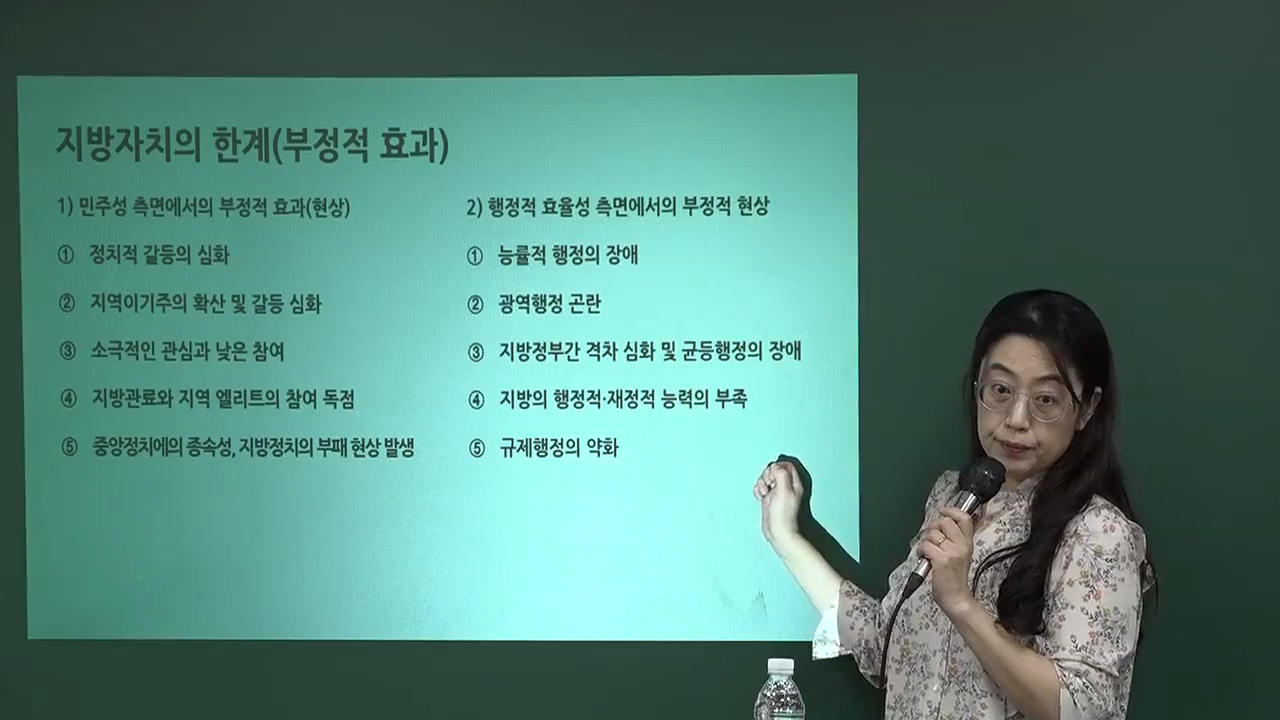 지방자치의 한계(부정적 효과)
1) 민주성 측면에서의 부정적 효과(현상)
① 정치적 갈등의 심화
② 지역이기주의 확산 및 갈등 심화
③ 소극적인 관심과 낮은 참여
④ 지방관료와 지역 엘리트의 참여 독점
⑤ 중앙정치에의 종속성, 지방정치의 부패 현상 발생
2) 행정적 효율성 측면에서의 부정적 현상
① 능률적 행정의 장애
② 광역행정 곤란
③ 지방정부간 격차 심화 및 균등행정의 장애
④ 지방의 행정적·재정적 능력의 부족
⑤ 규제행정의 약화